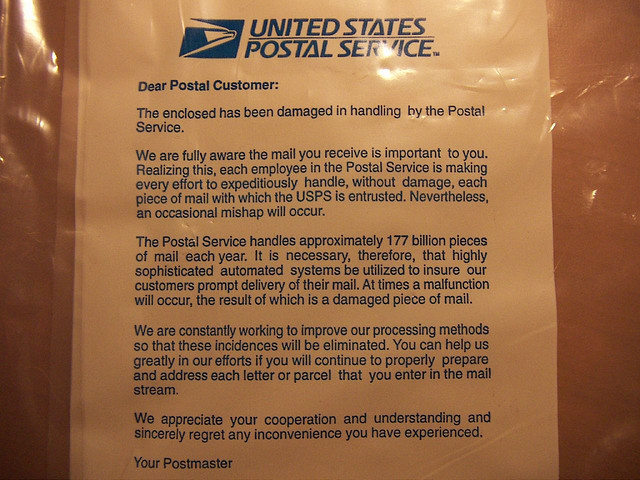 UNITED STATES
POSTAL SERVICE™
Dear Postal Customer:
The enclosed has been damaged in handling by the Postal
Service.
We are fully aware the mail you receive is important to you.
Realizing this, each employee in the Postal Service is making
every effort to expeditiously handle, without damage, each
piece of mail with which the USPS is entrusted. Nevertheless,
an occasional mishap will occur.
The Postal Service handles approximately 177 billion pieces
of mail each year. It is necessary, therefore, that highly
sophisticated automated systems be utilized to insure our
customers prompt delivery of their mail. At times a malfunction
will occur, the result of which is a damaged piece of mail.
We are constantly working to improve our processing methods
so that these incidences will be eliminated. You can help us
greatly in our efforts if you will continue to properly prepare
and address each letter or parcel that you enter in the mail
stream.
We appreciate your cooperation and understanding and
sincerely regret any inconvenience you have experienced.
Your Postmaster